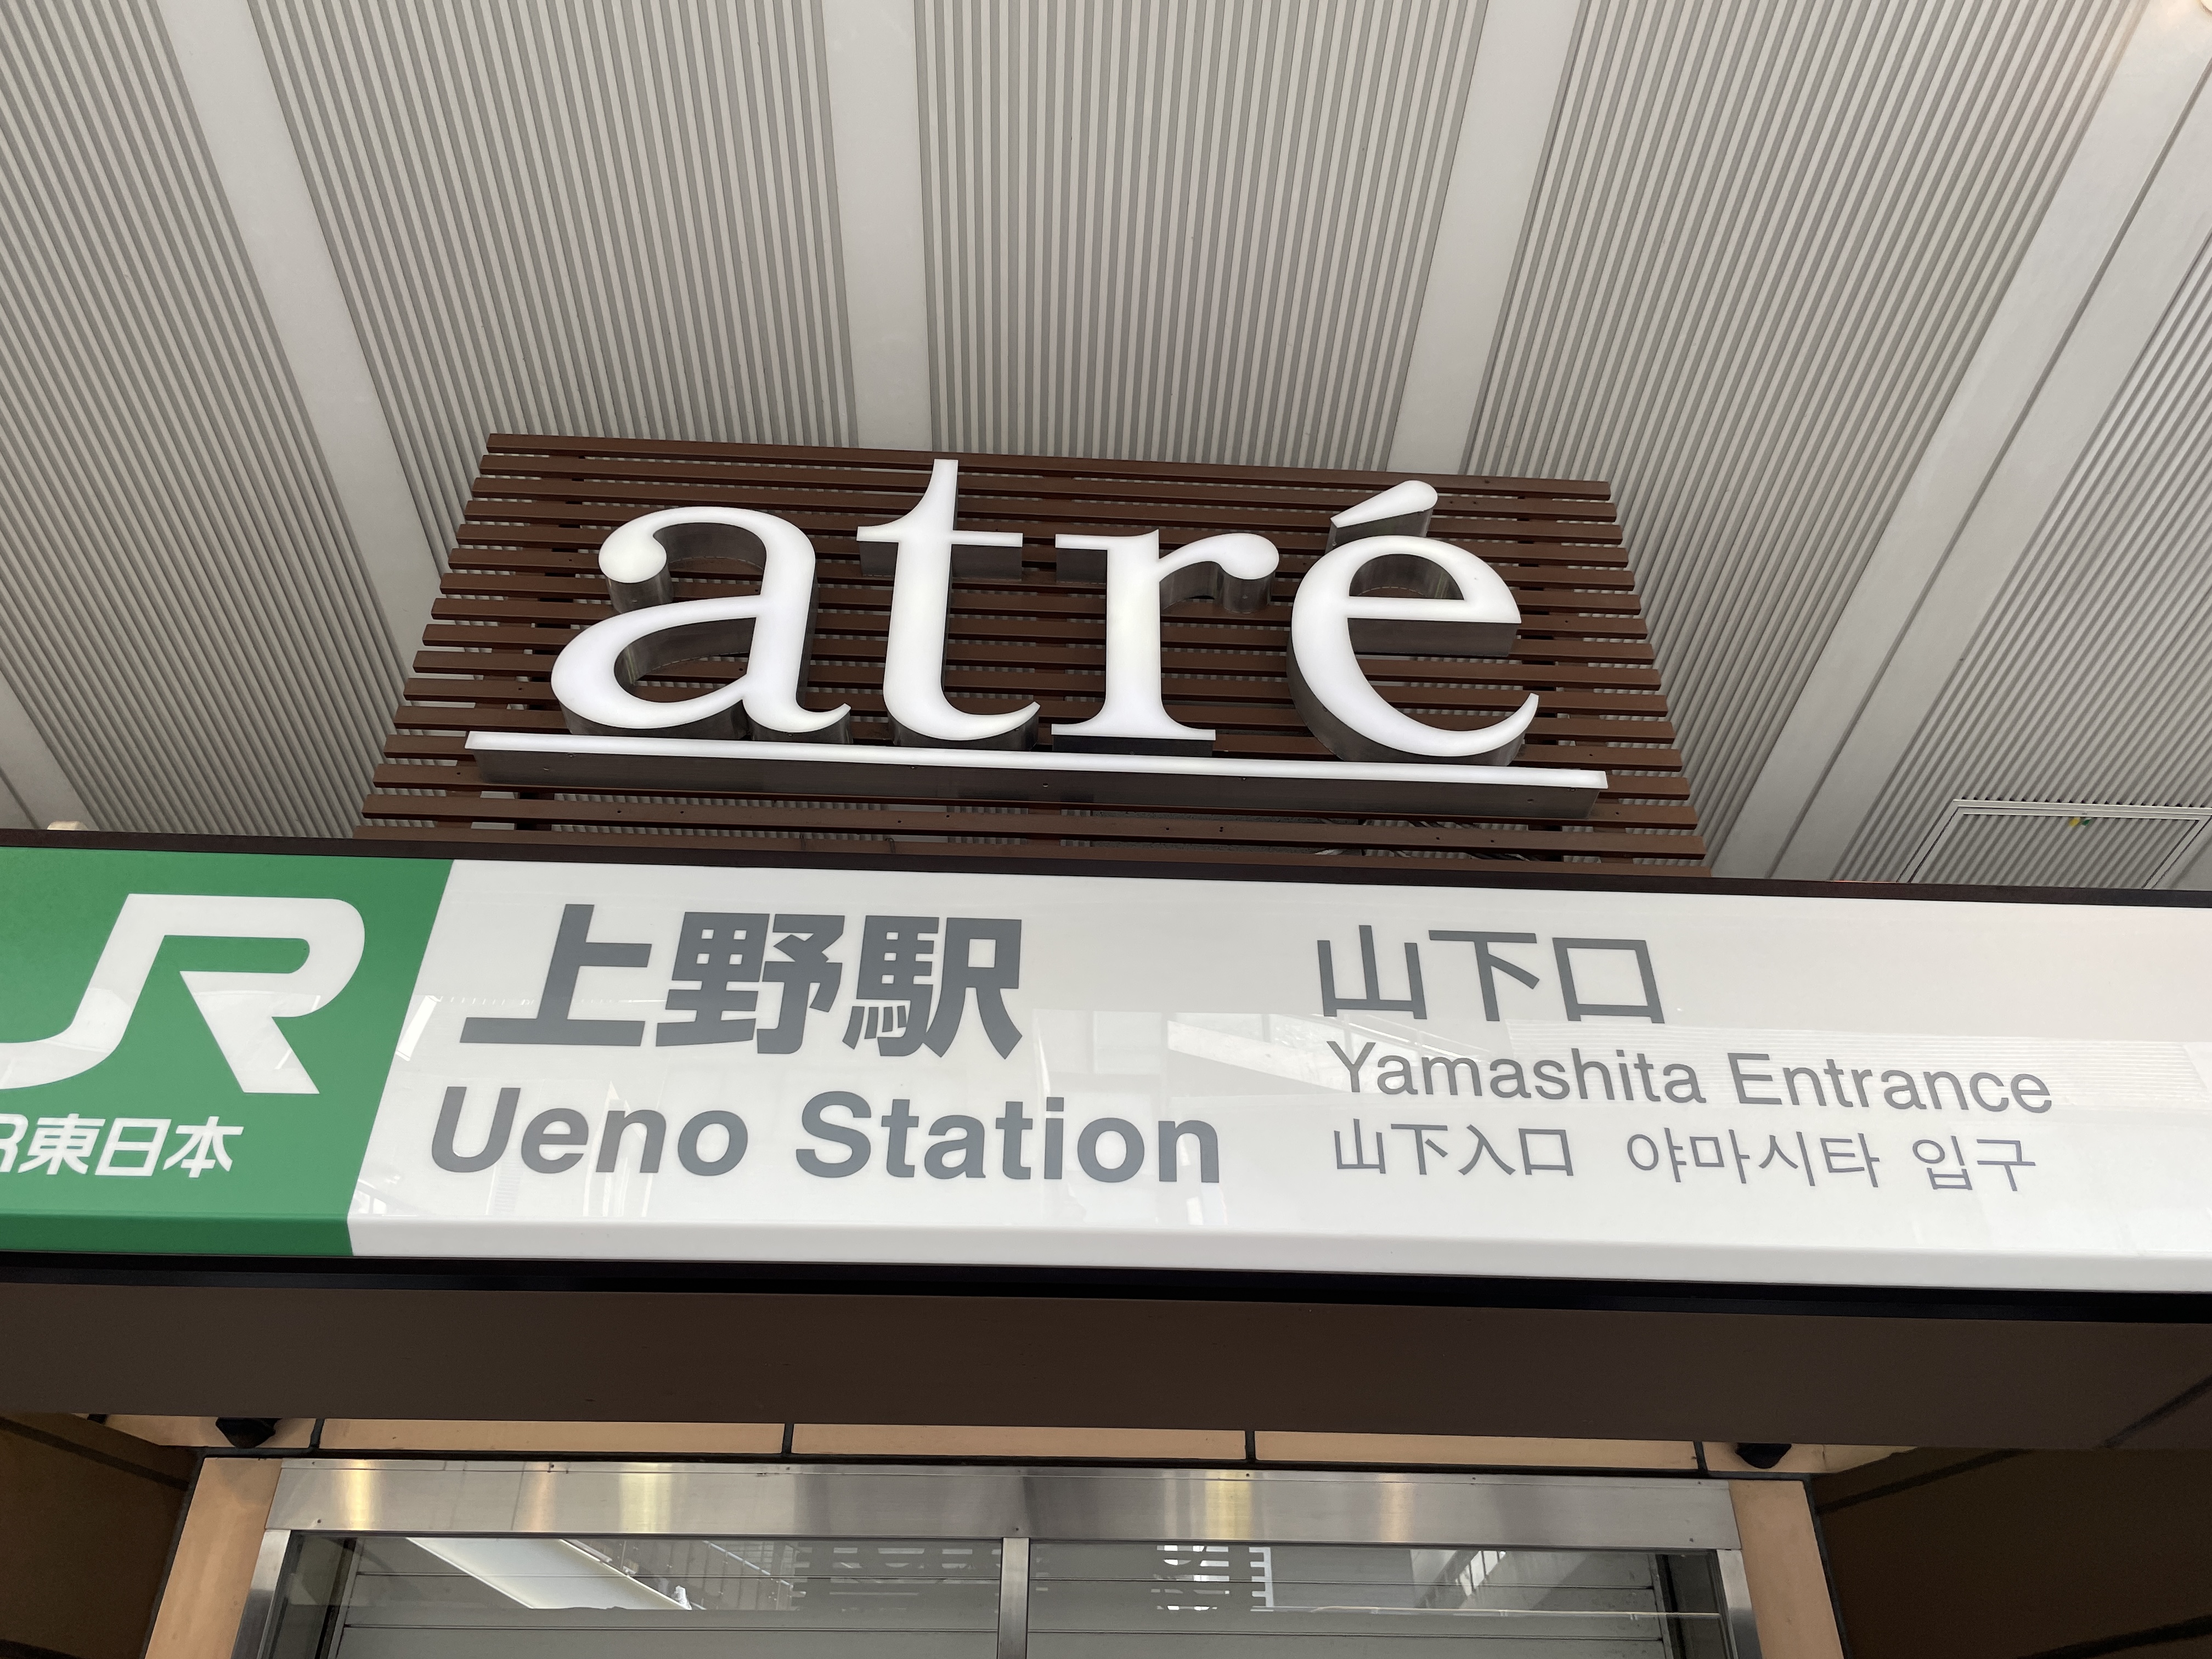 atré
JR
JR東日本
上野駅
Ueno Station
山下口
Yamashita Entrance
山下入口 야마시타 입구